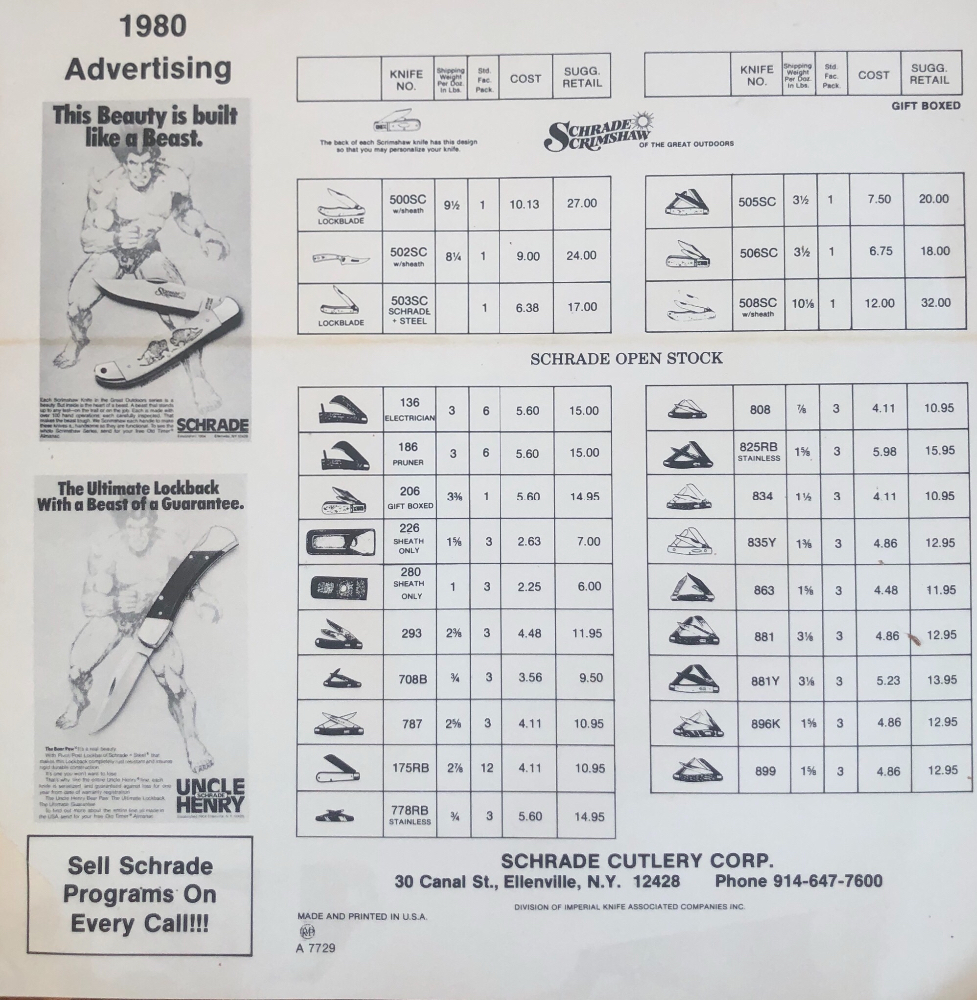 1980
Advertising
This Beauty is built
like a Beast.
SCHRADE
The Ultimate Lockback
With a Beast of a Guarantee.
The Bear Paw
It's a real beauty.
UNCLE
SCHRADE
HENRY
Sell Schrade
Programs On
Every Call!!!
KNIFE NO. Shipping Weight Per Doz. In Lbs. Std. Fac. Pack. COST SUGG. RETAIL
KNIFE NO. Shipping Weight Per Doz. In Lbs. Std. Fac. Pack. COST SUGG. RETAIL
GIFT BOXED
The back of each Scrimshaw knife has this design
so that you may personalize your knife.
SCHRADE
SCRIMSHAW
OF THE GREAT OUTDOORS
500SC w/sheath 9½ 1 10.13 27.00
LOCKBLADE
502SC w/sheath 8¼ 1 9.00 24.00
503SC SCHRADE + STEEL 1 6.38 17.00
LOCKBLADE
505SC 3½ 1 7.50 20.00
506SC 3½ 1 6.75 18.00
508SC w/sheath 10⅛ 1 12.00 32.00
SCHRADE OPEN STOCK
136 ELECTRICIAN 3 6 5.60 15.00
186 PRUNER 3 6 5.60 15.00
206 GIFT BOXED 3⅜ 1 5.60 14.95
226 SHEATH ONLY 1⅝ 3 2.63 7.00
280 SHEATH ONLY 1 3 2.25 6.00
293 2⅜ 3 4.48 11.95
708B ¾ 3 3.56 9.50
787 2⅝ 3 4.11 10.95
175RB 2⅞ 12 4.11 10.95
778RB STAINLESS ¾ 3 5.60 14.95
808 ⅞ 3 4.11 10.95
825RB STAINLESS 1⅝ 3 5.98 15.95
834 1½ 3 4.11 10.95
835Y 1⅜ 3 4.86 12.95
863 1⅝ 3 4.48 11.95
881 3⅛ 3 4.86 12.95
881Y 3⅛ 3 5.23 13.95
896K 1⅝ 3 4.86 12.95
899 1⅝ 3 4.86 12.95
SCHRADE CUTLERY CORP.
30 Canal St., Ellenville, N.Y. 12428 Phone 914-647-7600
DIVISION OF IMPERIAL KNIFE ASSOCIATED COMPANIES INC.
MADE AND PRINTED IN U.S.A.
A 7729